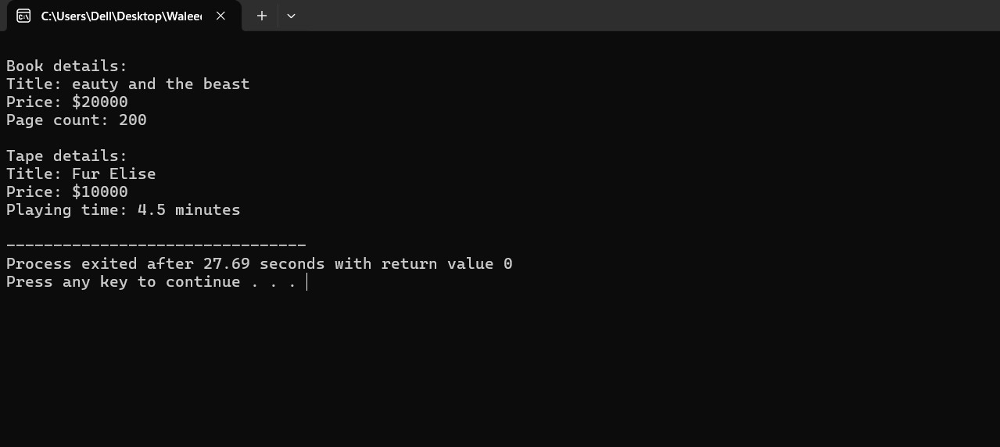 C:\Users\Dell\Desktop\Walee
Book details:
Title: eauty and the beast
Price: $20000
Page count: 200
Tape details:
Title: Fur Elise
Price: $10000
Playing time: 4.5 minutes
--------------------------------
Process exited after 27.69 seconds with return value 0
Press any key to continue . . .